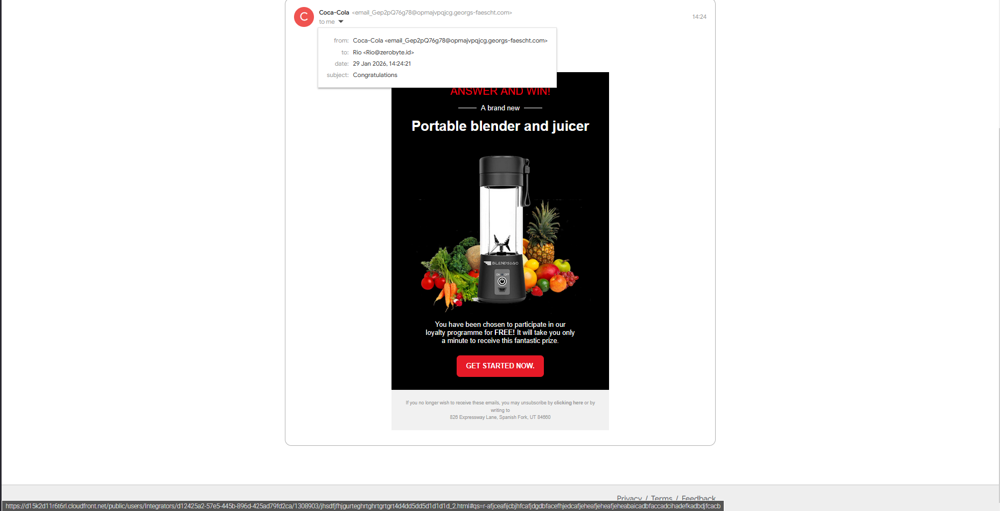 C
Coca-Cola <email_Gep2pQ76g78@opmajvpqjcg.georgs-faescht.com>
14:24
to me
from: Coca-Cola <email_Gep2pQ76g78@opmajvpqjcg.georgs-faescht.com>
to: Rio <Rio@zerobyte.id>
date: 29 Jan 2026, 14:24:21
subject: Congratulations
ANSWER AND WIN!
A brand new
Portable blender and juicer
BLENDS2GO
ON OFF
You have been chosen to participate in our
loyalty programme for FREE! It will take you only
a minute to receive this fantastic prize.
GET STARTED NOW.
If you no longer wish to receive these emails, you may unsubscribe by clicking here or by
writing to
826 Expressway Lane, Spanish Fork, UT 84660
Privacy / Terms / Feedback
https://d15k2d11r6t6rl.cloudfront.net/public/users/Integrators/d12425a2-57e5-445b-896d-425ad79fd2ca/1308903/jhsdfjfhjgurteghrtghrtgrtgrt4d4dd5dd5d1d1d1d_2.html#qs=r-afjceafijcbjhfcafjdgdbfacefhjedcafjeheafjeheafjeheabaicadbfaccadcihadefkadbdjfcacb